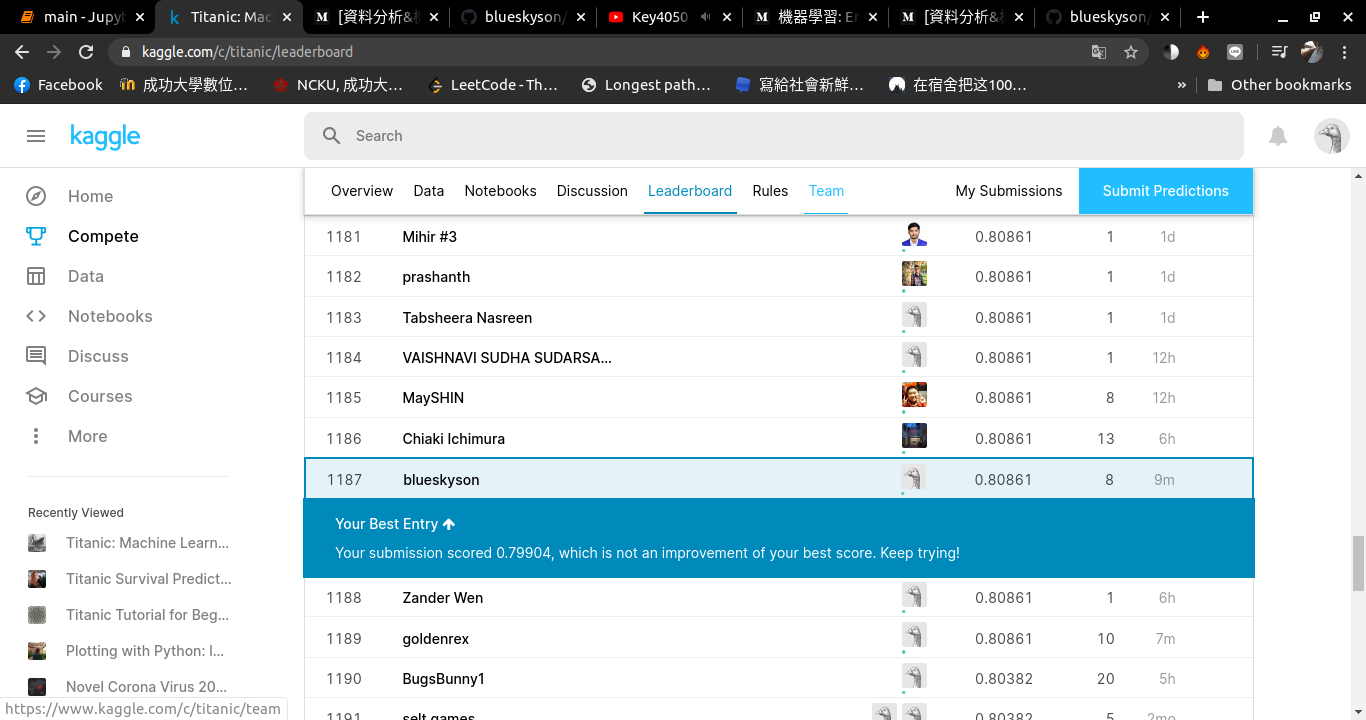 main - Jupyt
Titanic: Mac
[資料分析&
blueskyson/
Key4050
機器學習: En
[資料分析&
blueskyson/
kaggle.com/c/titanic/leaderboard
Facebook
成功大學數位…
NCKU, 成功大…
LeetCode - Th…
Longest path…
寫給社會新鮮…
在宿舍把这100…
»
Other bookmarks
kaggle
Search
Home
Compete
Data
Notebooks
Discuss
Courses
More
Recently Viewed
Titanic: Machine Learn...
Titanic Survival Predict...
Titanic Tutorial for Beg...
Plotting with Python: I...
Novel Corona Virus 20...
https://www.kaggle.com/c/titanic/team
Overview Data Notebooks Discussion Leaderboard Rules Team My Submissions Submit Predictions
1181 Mihir #3 0.80861 1 1d
1182 prashanth 0.80861 1 1d
1183 Tabsheera Nasreen 0.80861 1 1d
1184 VAISHNAVI SUDHA SUDARSA... 0.80861 1 12h
1185 MaySHIN 0.80861 8 12h
1186 Chiaki Ichimura 0.80861 13 6h
1187 blueskyson 0.80861 8 9m
Your Best Entry ↑
Your submission scored 0.79904, which is not an improvement of your best score. Keep trying!
1188 Zander Wen 0.80861 1 6h
1189 goldenrex 0.80861 10 7m
1190 BugsBunny1 0.80382 20 5h
1191 selt games 0.80382 5 2mo